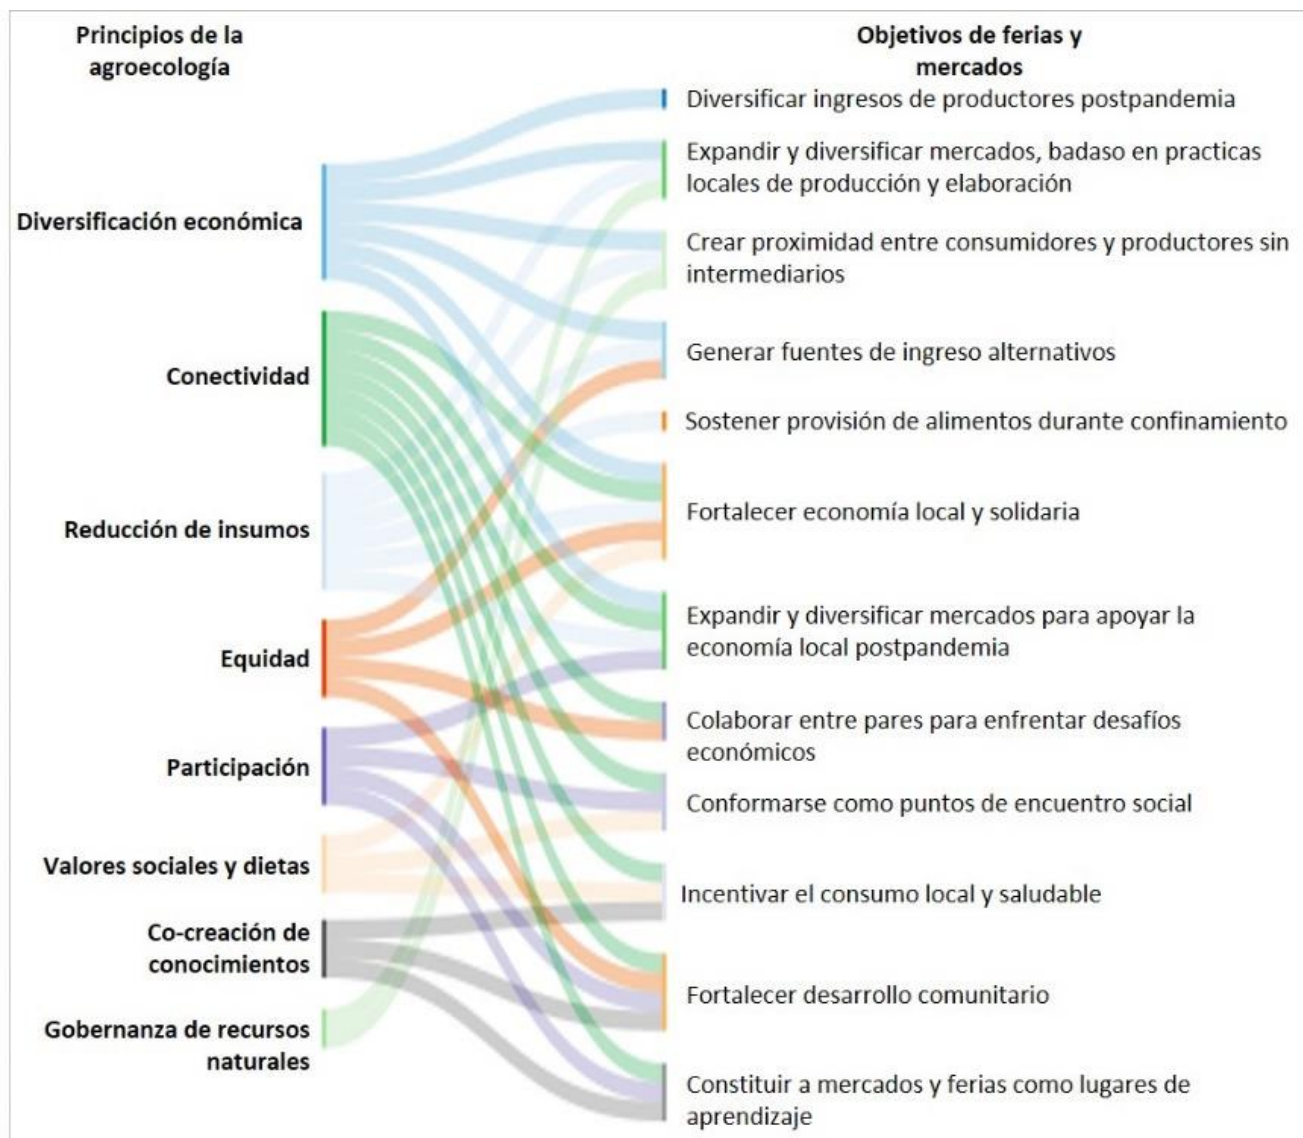 Principios de la
agroecología
Diversificación económica
Conectividad
Reducción de insumos
Equidad
Participación
Valores sociales y dietas
Co-creación de
conocimientos
Gobernanza de recursos
naturales
Objetivos de ferias y
mercados
Diversificar ingresos de productores postpandemia
Expandir y diversificar mercados, badaso en practicas
locales de producción y elaboración
Crear proximidad entre consumidores y productores sin
intermediarios
Generar fuentes de ingreso alternativos
Sostener provisión de alimentos durante confinamiento
Fortalecer economía local y solidaria
Expandir y diversificar mercados para apoyar la
economía local postpandemia
Colaborar entre pares para enfrentar desafíos
económicos
Conformarse como puntos de encuentro social
Incentivar el consumo local y saludable
Fortalecer desarrollo comunitario
Constituir a mercados y ferias como lugares de
aprendizaje